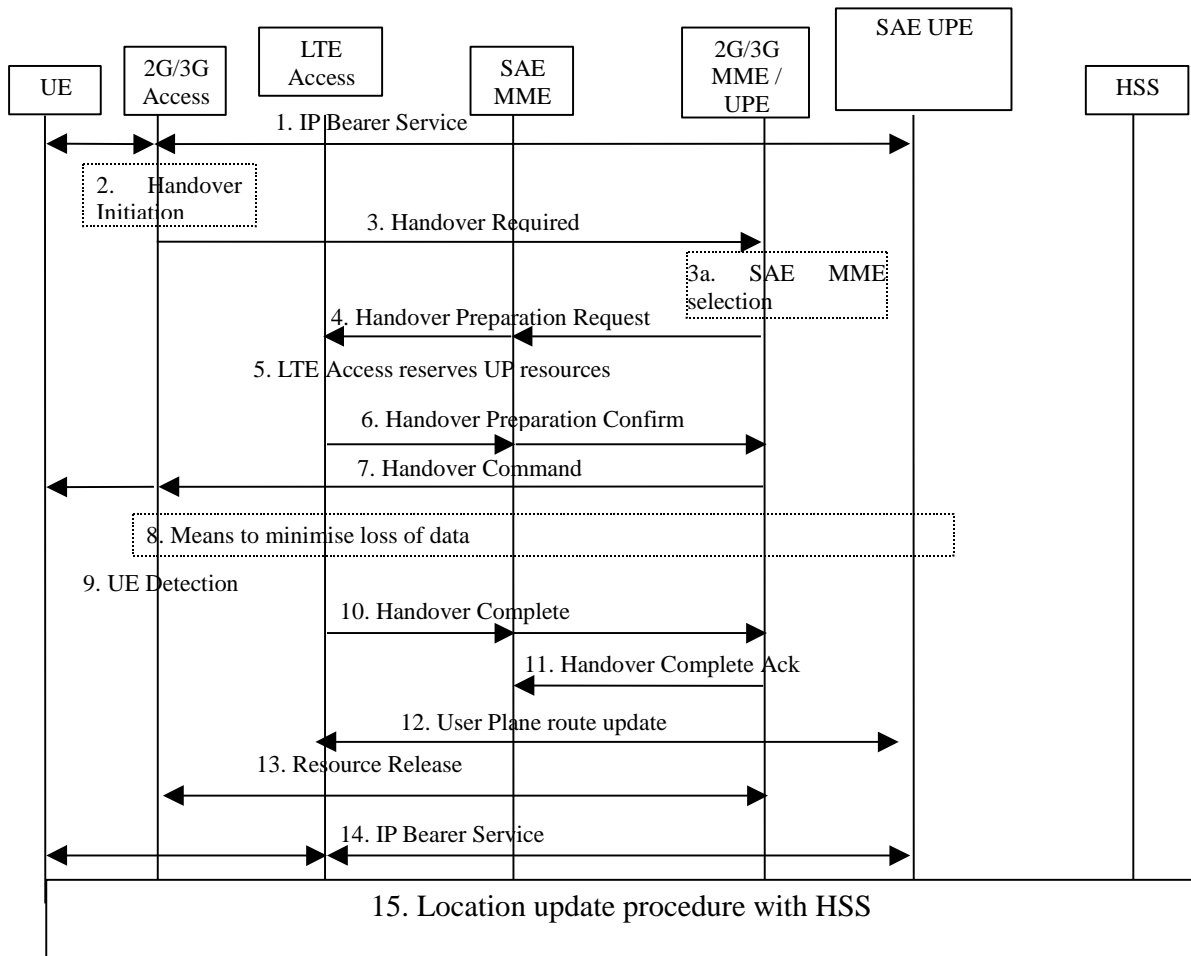 UE
2G/3G
Access
LTE
Access
SAE
MME
2G/3G
MME /
UPE
SAE UPE
HSS
1. IP Bearer Service
2. Handover
Initiation
3. Handover Required
3a. SAE MME
selection
4. Handover Preparation Request
5. LTE Access reserves UP resources
6. Handover Preparation Confirm
7. Handover Command
8. Means to minimise loss of data
9. UE Detection
10. Handover Complete
11. Handover Complete Ack
12. User Plane route update
13. Resource Release
14. IP Bearer Service
15. Location update procedure with HSS